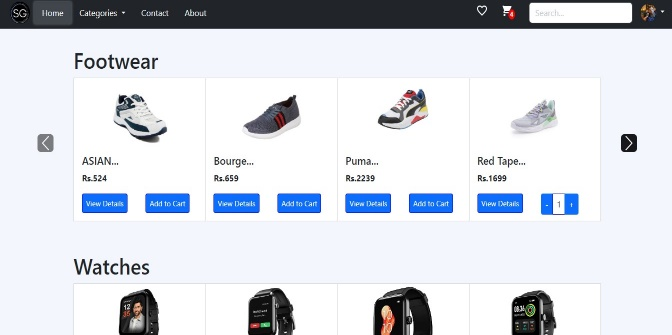 SG Home Categories Contact About 4 Search...
Footwear
ASIAN... Bourge... Puma... Red Tape...
Rs.524 Rs.659 Rs.2239 Rs.1699
View Details Add to Cart View Details Add to Cart View Details Add to Cart View Details - 1 +
Watches